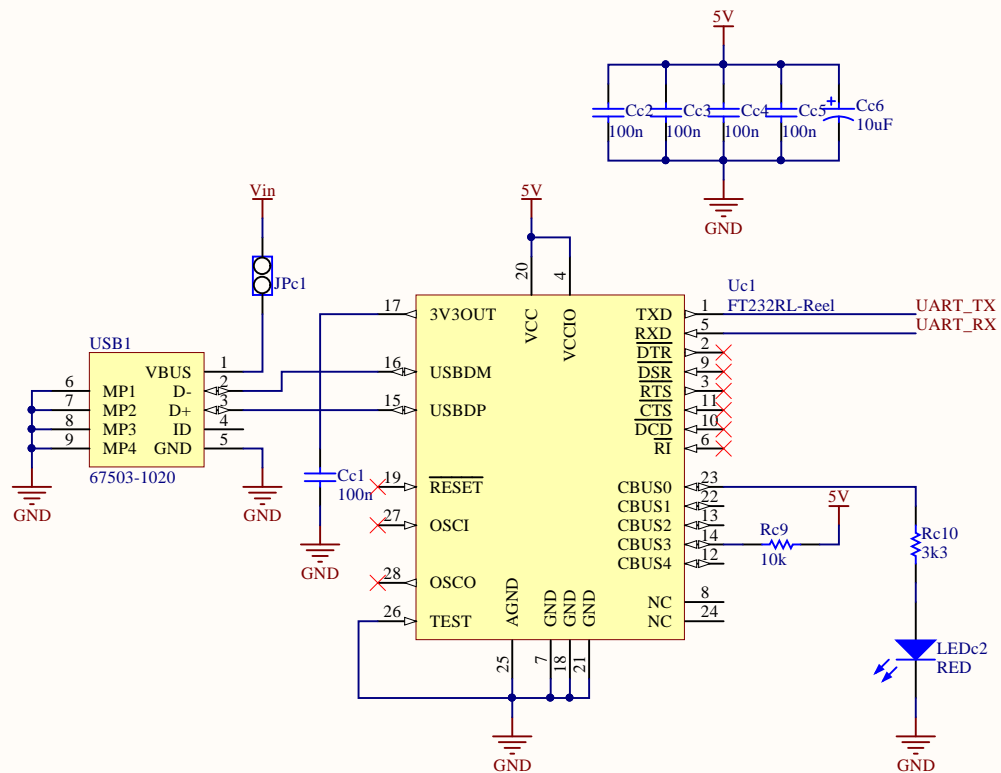 5V
Cc2
100n
Cc3
100n
Cc4
100n
Cc5
100n
Cc6
10uF
GND
Vin
JPc1
5V
USB1
VBUS 1
D- 2
D+ 3
ID 4
GND 5
6 MP1
7 MP2
8 MP3
9 MP4
67503-1020
GND
GND
Cc1
100n
GND
Uc1
FT232RL-Reel
20 VCC
4 VCCIO
17 3V3OUT
16 USBDM
15 USBDP
19 RESET
27 OSCI
28 OSCO
26 TEST
TXD 1
RXD 5
DTR 2
DSR 9
RTS 3
CTS 11
DCD 10
RI 6
CBUS0 23
CBUS1 22
CBUS2 13
CBUS3 14
CBUS4 12
NC 8
NC 24
AGND 25
GND 7
GND 18
GND 21
GND
UART_TX
UART_RX
5V
Rc9
10k
Rc10
3k3
LEDc2
RED
GND